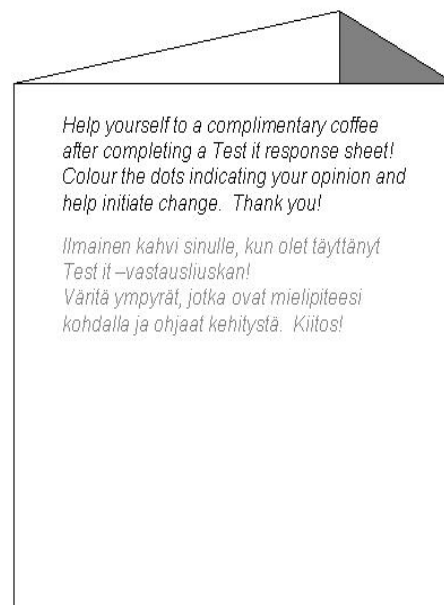 Help yourself to a complimentary coffee
after completing a Test it response sheet!
Colour the dots indicating your opinion and
help initiate change.  Thank you!
Ilmainen kahvi sinulle, kun olet täyttänyt
Test it –vastausliuskan!
Väritä ympyrät, jotka ovat mielipiteesi
kohdalla ja ohjaat kehitystä.  Kiitos!